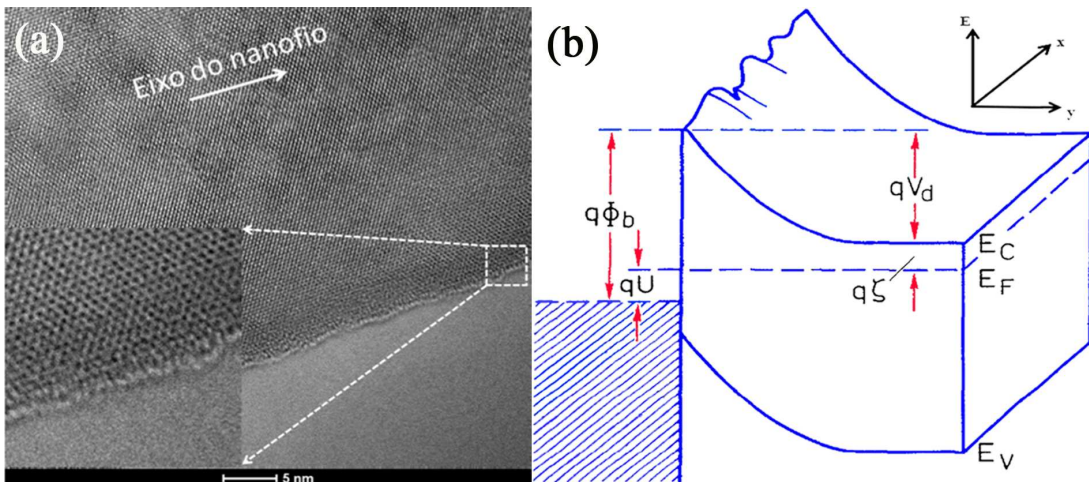 (a)
Eixo do nanofio
5 nm
(b)
E
x
y
qΦb
qVd
EC
qU
qζ
EF
EV